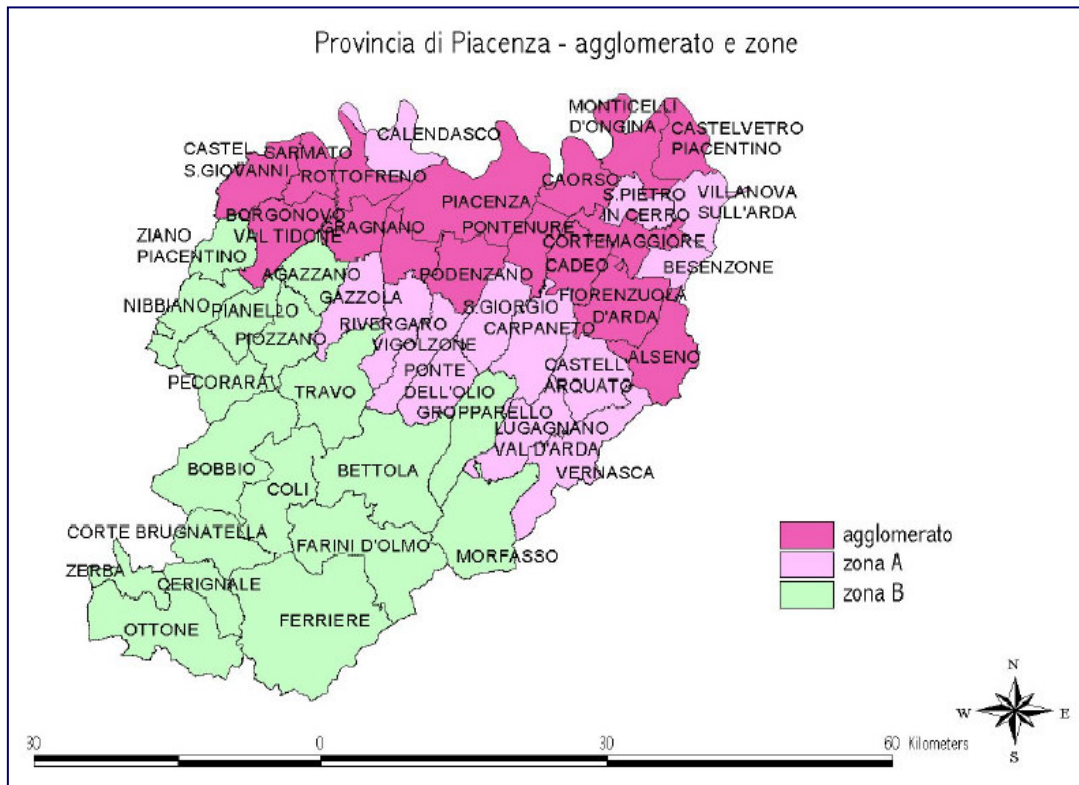 Provincia di Piacenza - agglomerato e zone
MONTICELLI
D'ONGINA
CALENDASCO
CASTELVETRO
PIACENTINO
CASTEL
S.GIOVANNI
SARMATO
ROTTOFRENO
CAORSO
PIACENZA
S.PIETRO
IN CERRO
VILLANOVA
SULL'ARDA
BORGONOVO
VAL TIDONE
GRAGNANO
PONTENURE
ZIANO
PIACENTINO
CORTEMAGGIORE
AGAZZANO
PODENZANO
CADEO
BESENZONE
GAZZOLA
FIORENZUOLA
D'ARDA
NIBBIANO
PIANELLO
S.GIORGIO
RIVERGARO
CARPANETO
PIOZZANO
VIGOLZONE
ALSENO
PECORARA
TRAVO
PONTE
DELL'OLIO
CASTELL
ARQUATO
GROPPARELLO
LUGAGNANO
VAL D'ARDA
BOBBIO
BETTOLA
VERNASCA
COLI
CORTE BRUGNATELLA
FARINI D'OLMO
MORFASSO
ZERBA
CERIGNALE
OTTONE
FERRIERE
agglomerato
zona A
zona B
N
W
E
S
30
0
30
60 Kilometers